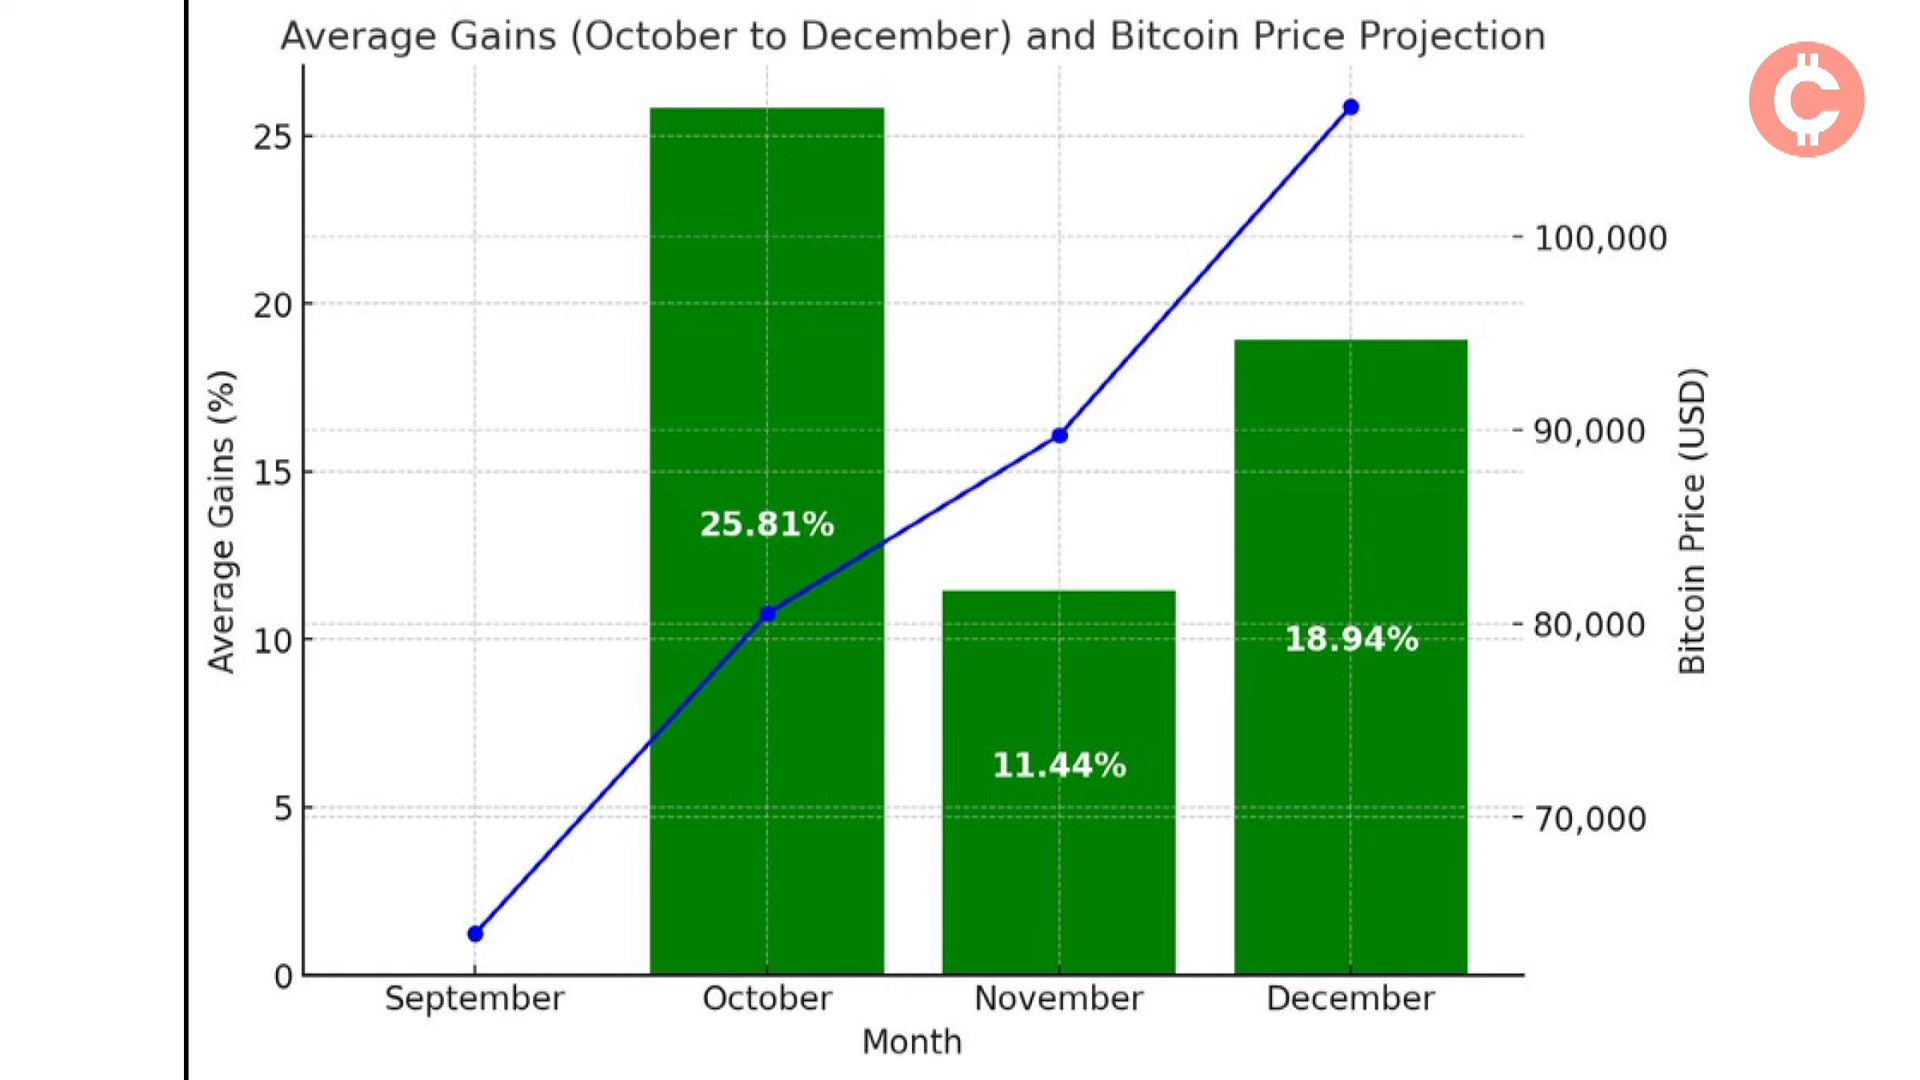 Average Gains (October to December) and Bitcoin Price Projection
25
20
15
10
5
0
Average Gains (%)
25.81%
11.44%
18.94%
100,000
90,000
80,000
70,000
Bitcoin Price (USD)
September October November December
Month